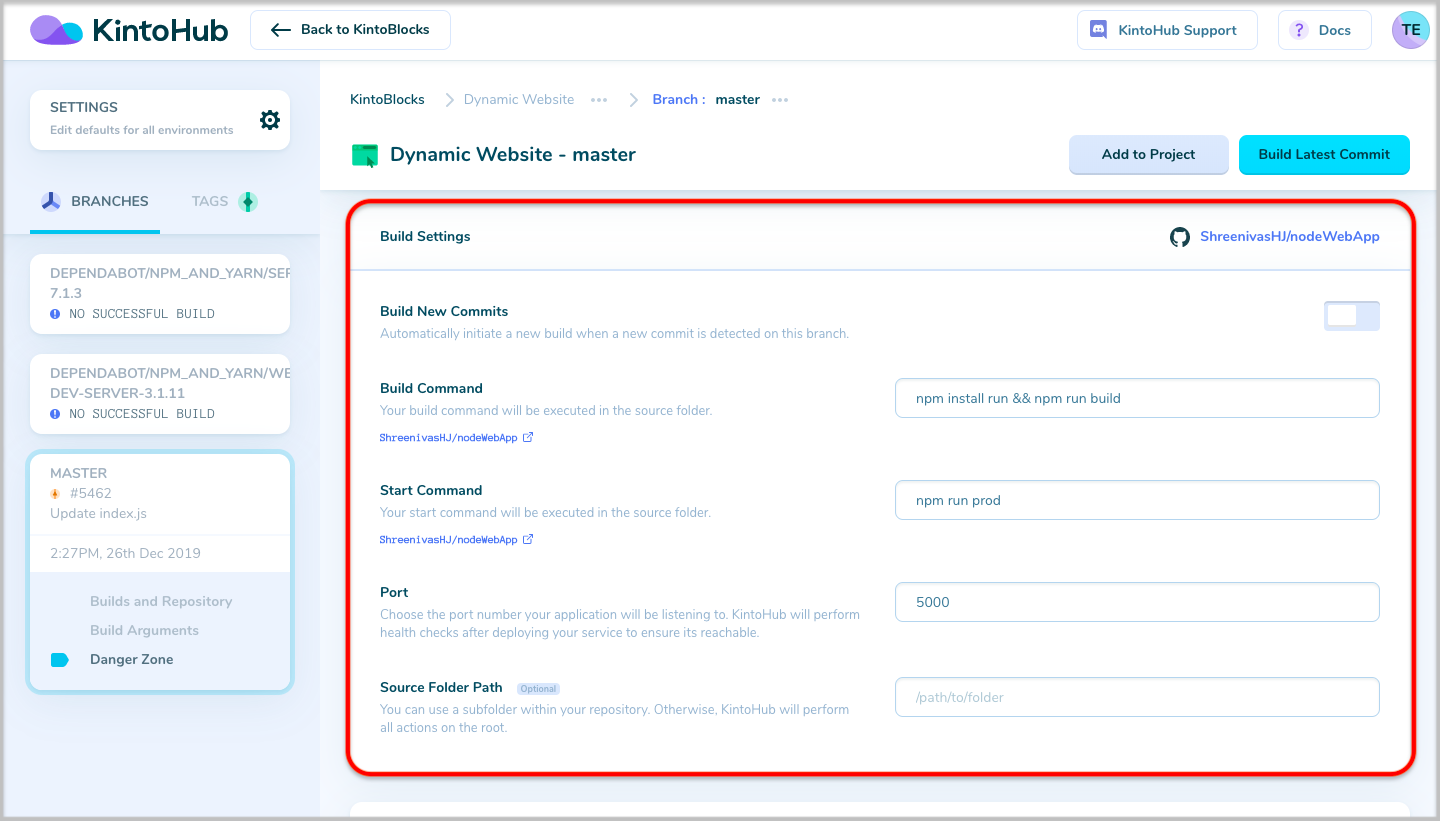 KintoHub
Back to KintoBlocks
KintoHub Support
? Docs
TE
SETTINGS
Edit defaults for all environments
BRANCHES
TAGS
DEPENDABOT/NPM_AND_YARN/SER
7.1.3
NO SUCCESSFUL BUILD
DEPENDABOT/NPM_AND_YARN/WE
DEV-SERVER-3.1.11
NO SUCCESSFUL BUILD
MASTER
#5462
Update index.js
2:27PM, 26th Dec 2019
Builds and Repository
Build Arguments
Danger Zone
KintoBlocks
Dynamic Website
Branch : master
Dynamic Website - master
Add to Project
Build Latest Commit
Build Settings
ShreenivasHJ/nodeWebApp
Build New Commits
Automatically initiate a new build when a new commit is detected on this branch.
Build Command
Your build command will be executed in the source folder.
ShreenivasHJ/nodeWebApp
npm install run && npm run build
Start Command
Your start command will be executed in the source folder.
ShreenivasHJ/nodeWebApp
npm run prod
Port
Choose the port number your application will be listening to. KintoHub will perform
health checks after deploying your service to ensure its reachable.
5000
Source Folder Path Optional
You can use a subfolder within your repository. Otherwise, KintoHub will perform
all actions on the root.
/path/to/folder